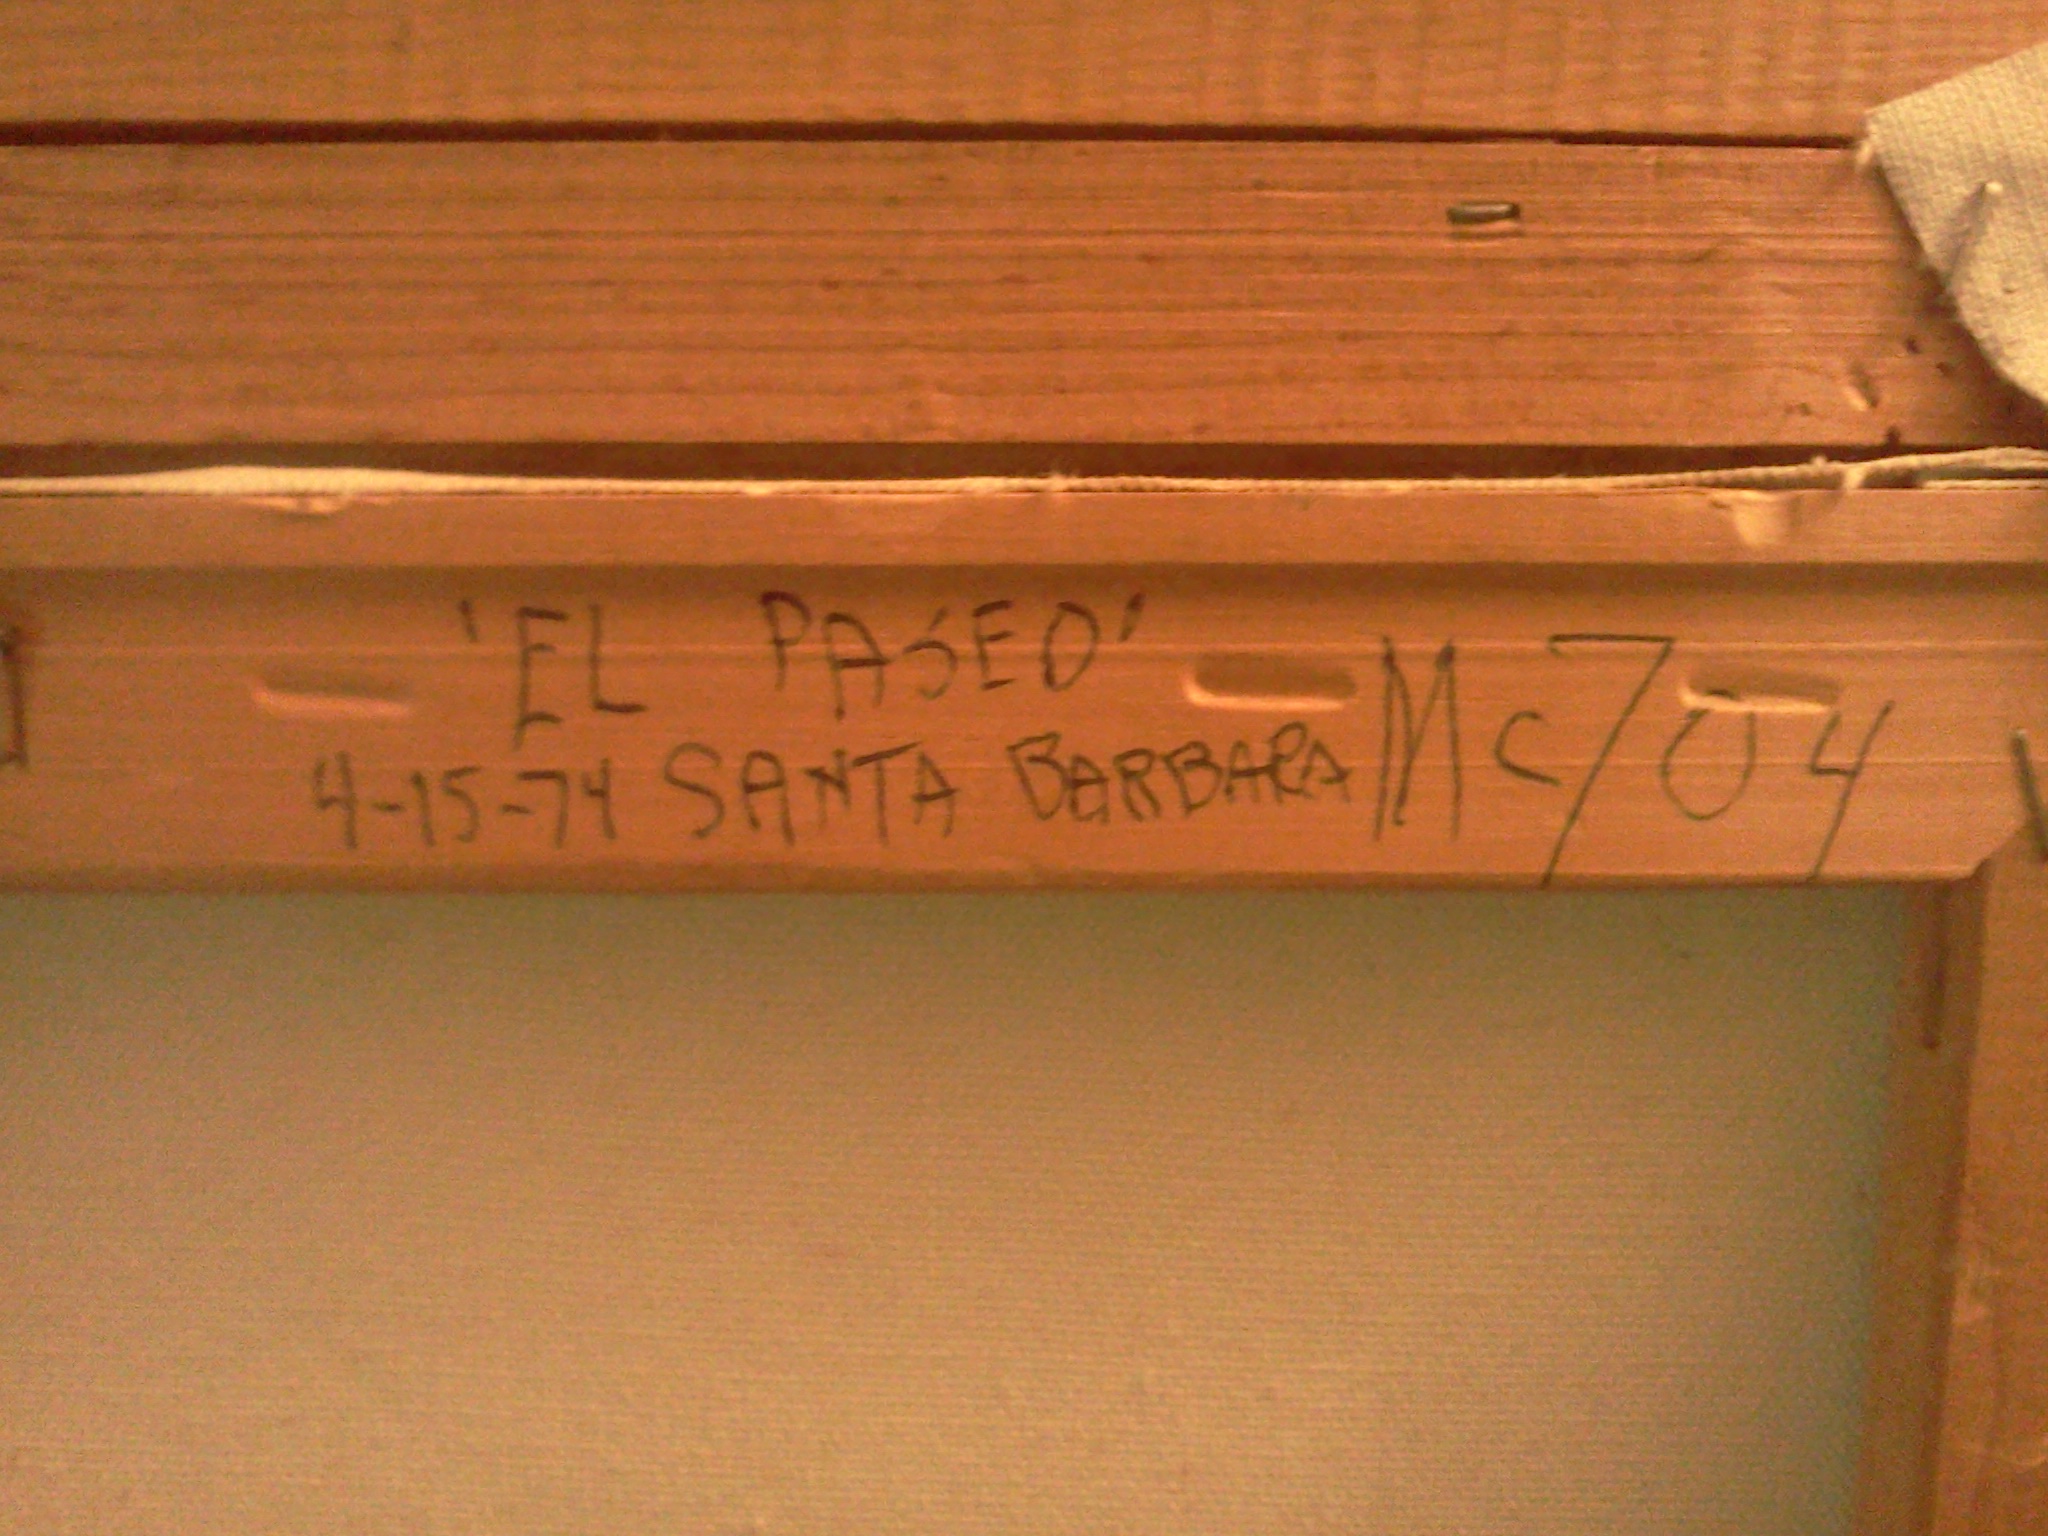 'EL PASEO'
4-15-74 SANTA BARBARA Mc704